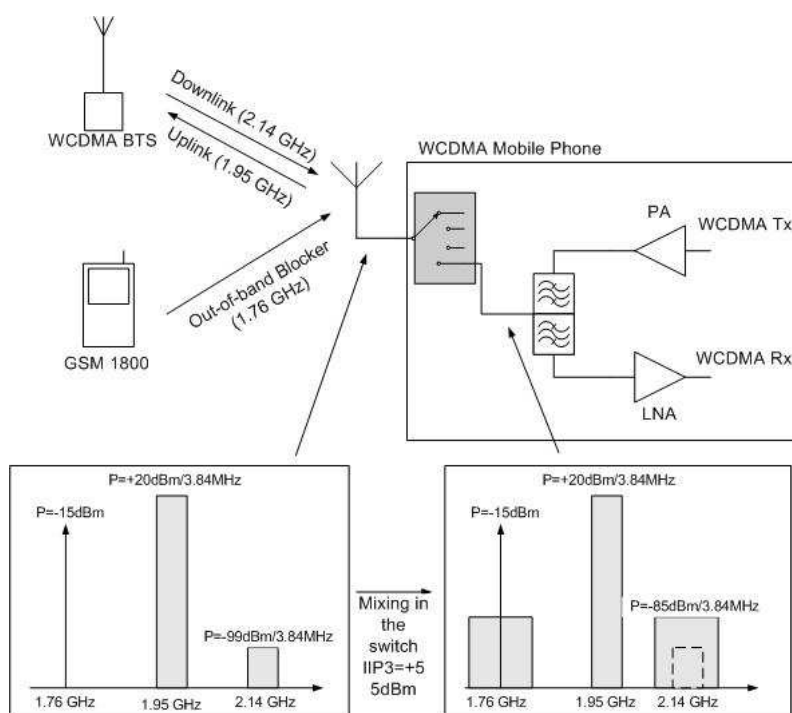 WCDMA BTS
Downlink (2.14 GHz)
Uplink (1.95 GHz)
Out-of-band Blocker
(1.76 GHz)
GSM 1800
WCDMA Mobile Phone
PA
WCDMA Tx
WCDMA Rx
LNA
P=+20dBm/3.84MHz
P=-15dBm
P=-99dBm/3.84MHz
1.76 GHz
1.95 GHz
2.14 GHz
Mixing in
the
switch
IIP3=+5
5dBm
P=+20dBm/3.84MHz
P=-15dBm
P=-85dBm/3.84MHz
1.76 GHz
1.95 GHz
2.14 GHz